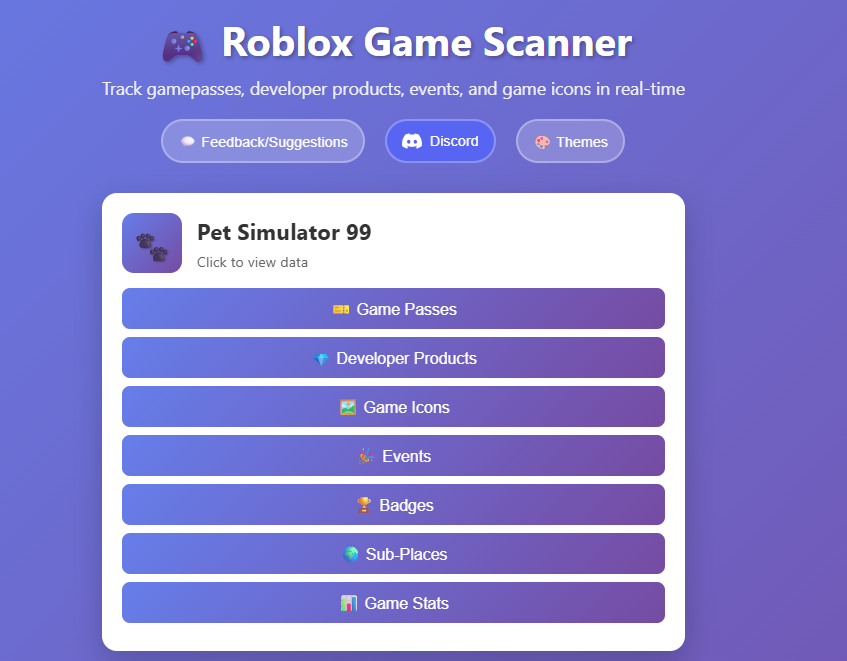 Roblox Game Scanner
Track gamepasses, developer products, events, and game icons in real-time
Feedback/Suggestions
Discord
Themes
Pet Simulator 99
Click to view data
Game Passes
Developer Products
Game Icons
Events
Badges
Sub-Places
Game Stats